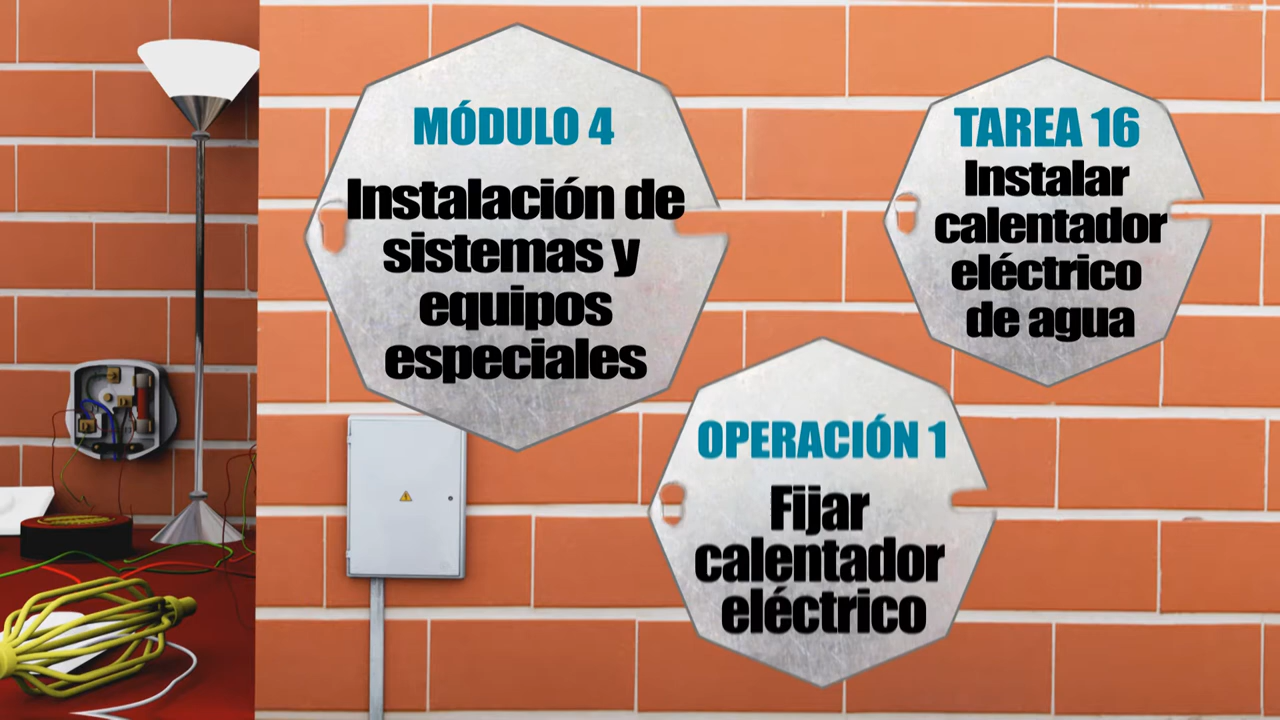 MÓDULO 4
Instalación de
sistemas y
equipos
especiales
TAREA 16
Instalar
calentador
eléctrico
de agua
OPERACIÓN 1
Fijar
calentador
eléctrico